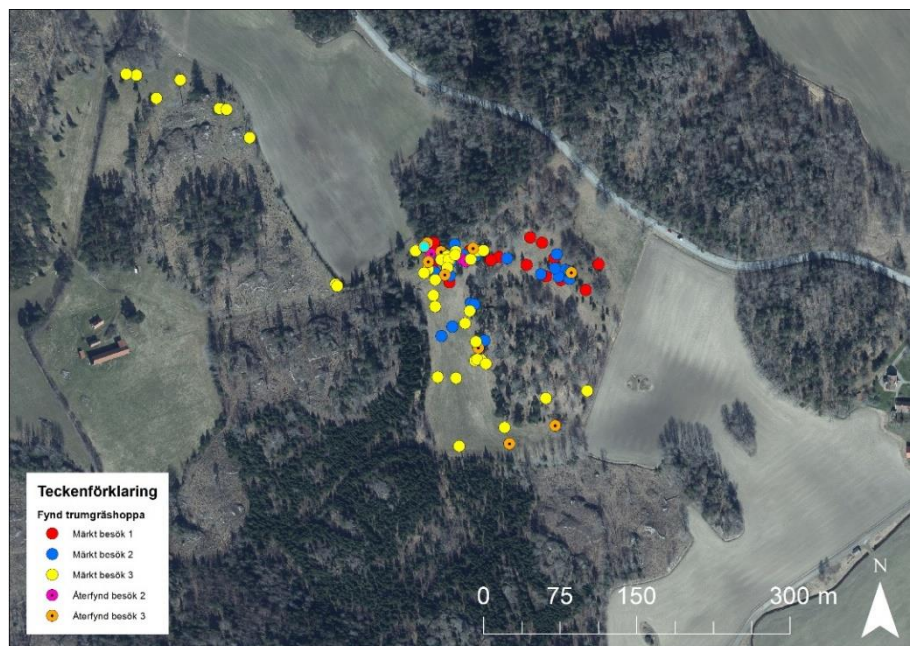 Teckenförklaring
Fynd trumgräshoppa
Märkt besök 1
Märkt besök 2
Märkt besök 3
Återfynd besök 2
Återfynd besök 3
0 75 150 300 m
N